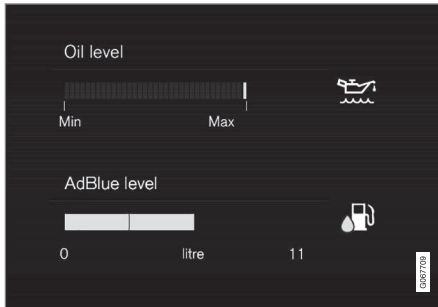 Oil level
Min Max
AdBlue level
0 litre 11
G067709